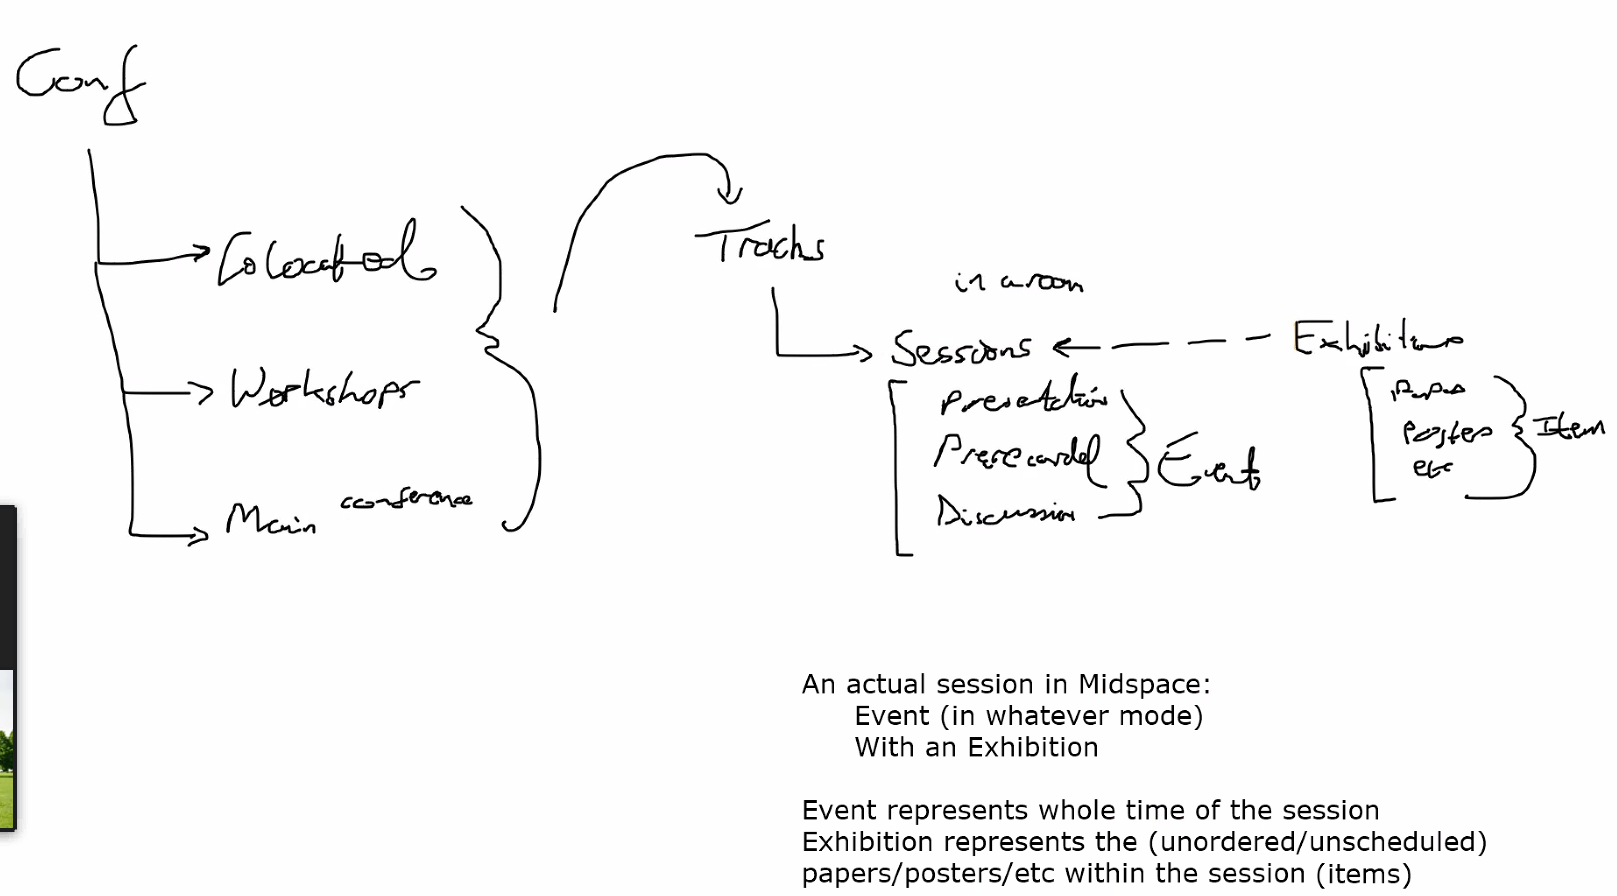 Conf
Colocated
Workshops
Main conference
Tracks
in a room
Sessions
Presentation
Prerecorded
Discussion
Event
Exhibitions
Papers
Posters
etc
Item
An actual session in Midspace:
Event (in whatever mode)
With an Exhibition
Event represents whole time of the session
Exhibition represents the (unordered/unscheduled)
papers/posters/etc within the session (items)